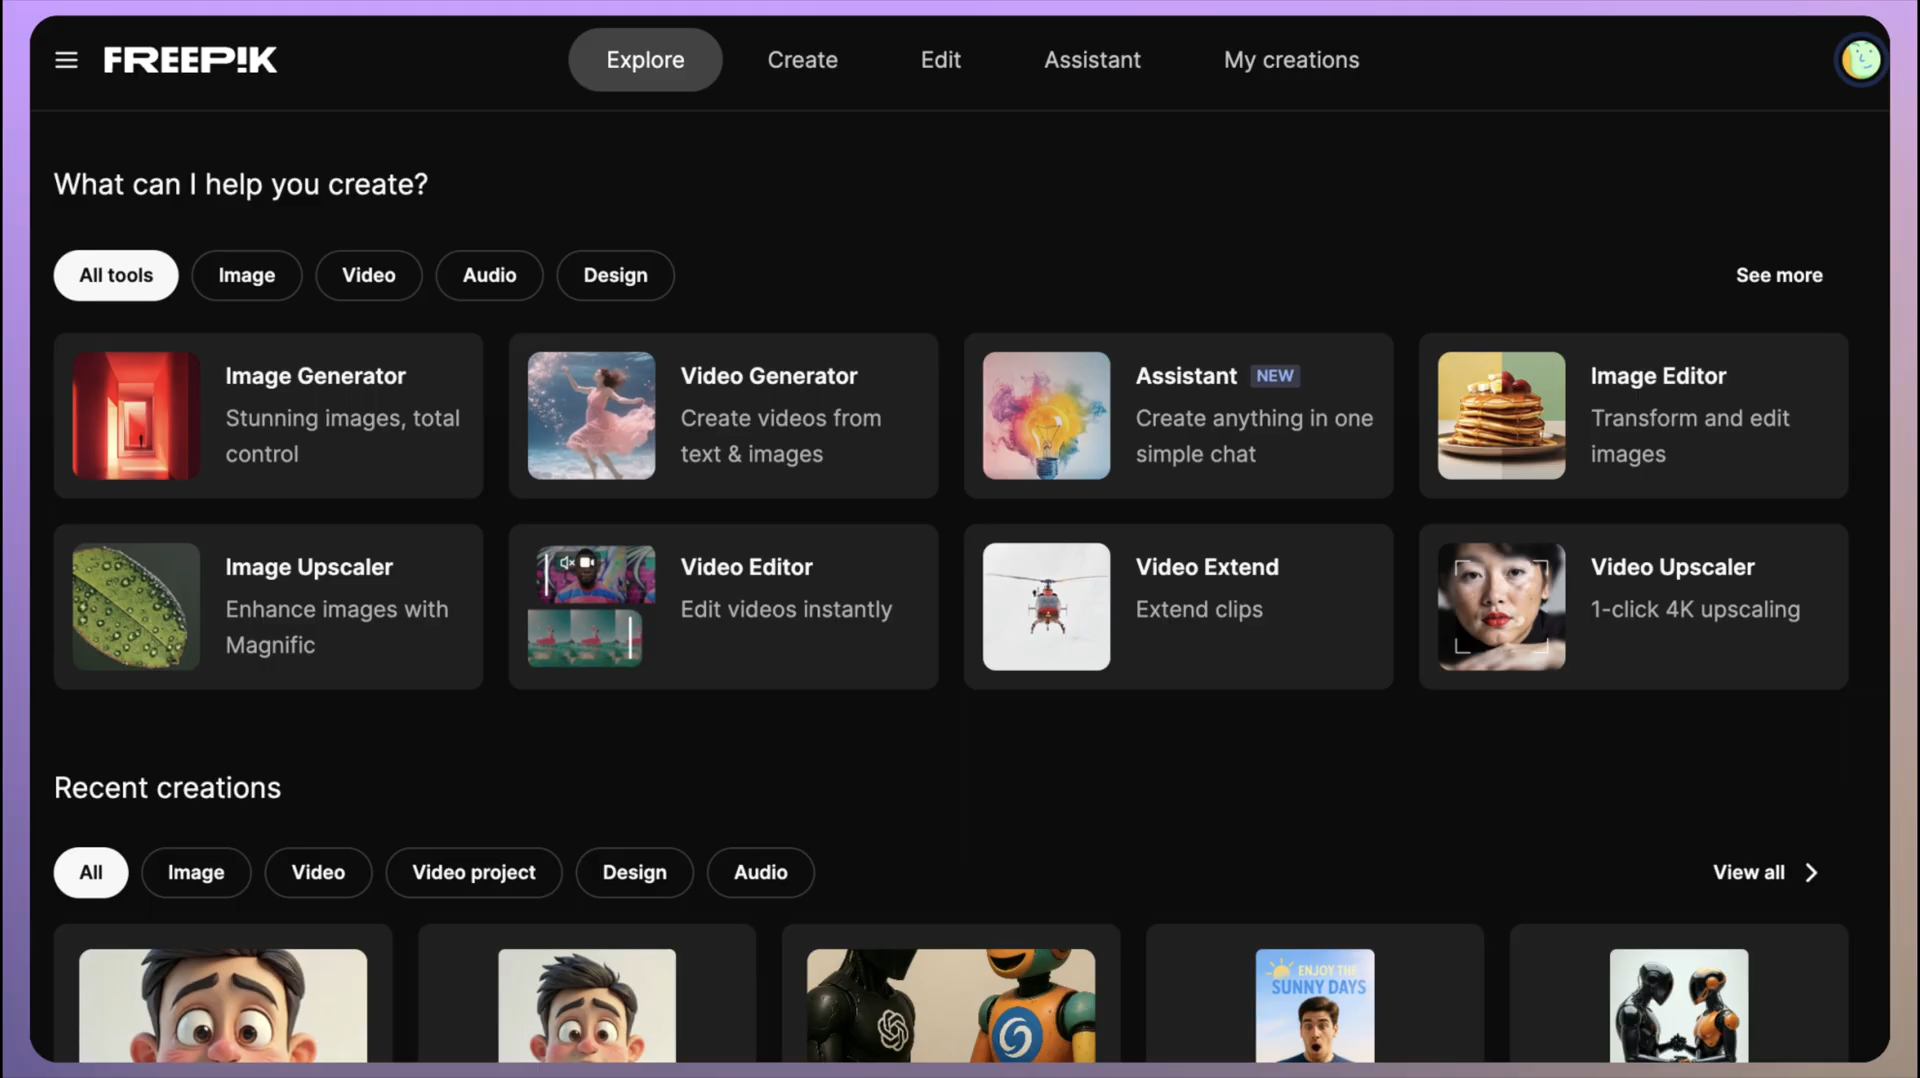 FREEPIK
Explore
Create
Edit
Assistant
My creations
What can I help you create?
All tools
Image
Video
Audio
Design
See more
Image Generator
Stunning images, total
control
Video Generator
Create videos from
text & images
Assistant NEW
Create anything in one
simple chat
Image Editor
Transform and edit
images
Image Upscaler
Enhance images with
Magnific
Video Editor
Edit videos instantly
Video Extend
Extend clips
Video Upscaler
1-click 4K upscaling
Recent creations
All
Image
Video
Video project
Design
Audio
View all
ENJOY THE
SUNNY DAYS